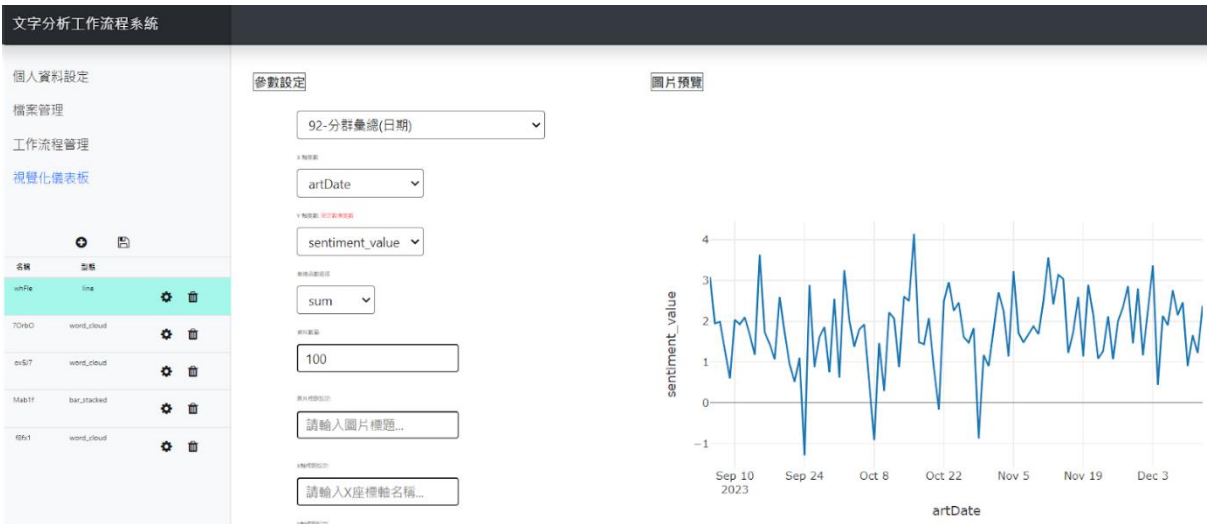 文字分析工作流程系統
個人資料設定
檔案管理
工作流程管理
視覺化儀表板
名稱 型態
whFle line
7OrbO word_cloud
ex5J7 word_cloud
Mab1f bar_stacked
word_cloud
參數設定
92-分群彙總(日期)
artDate
sentiment_value
sum
100
請輸入圖片標題...
請輸入X座標軸名稱...
圖片預覽
4
3
2
1
0
−1
sentiment_value
Sep 10 Sep 24 Oct 8 Oct 22 Nov 5 Nov 19 Dec 3
2023
artDate